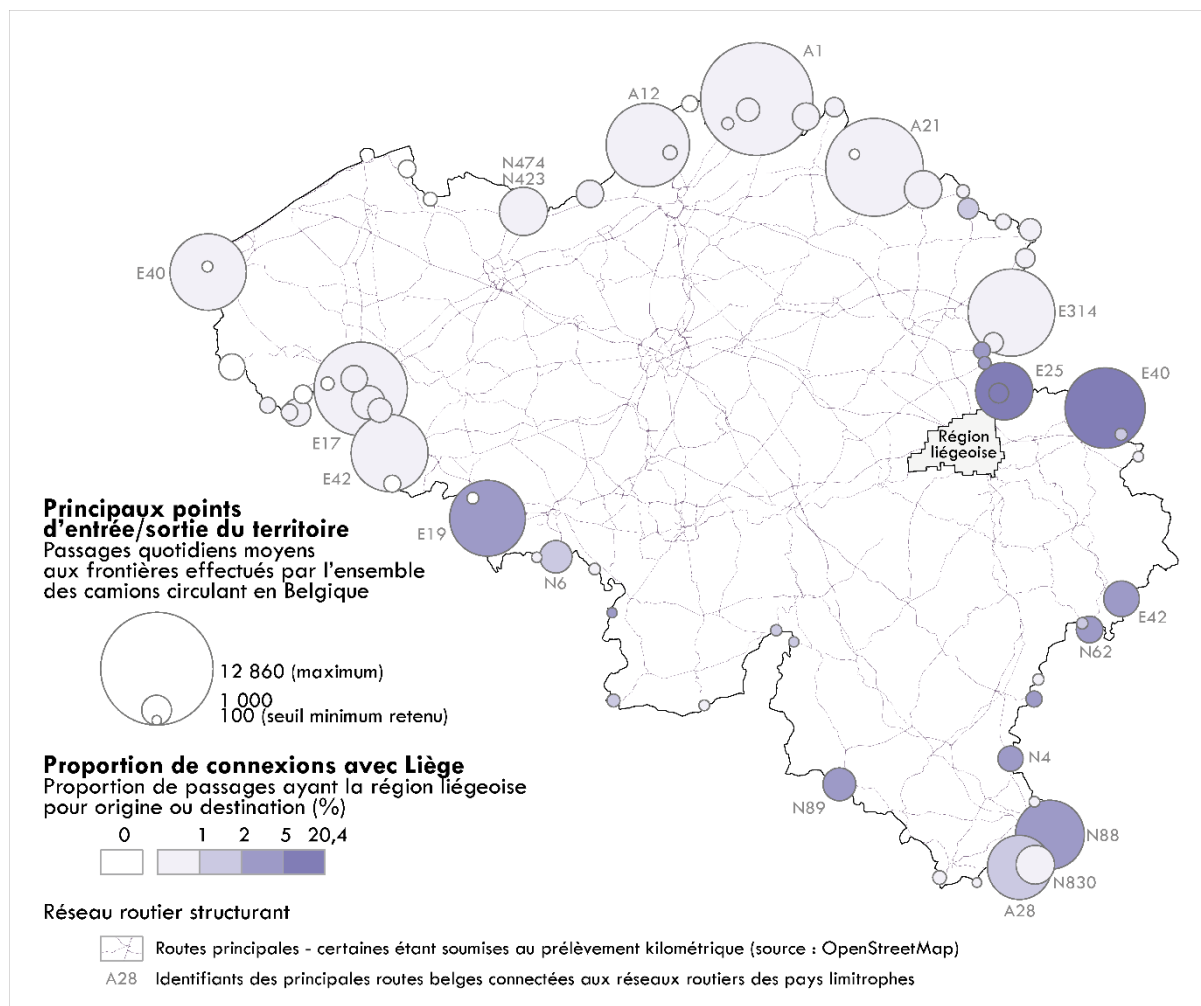 A1
A12
A21
N474
N423
E40
E314
E25
E40
Région
liégeoise
E17
E42
E19
N6
E42
N62
N4
N89
N88
N830
A28
Principaux points
d'entrée/sortie du territoire
Passages quotidiens moyens
aux frontières effectués par l'ensemble
des camions circulant en Belgique
12 860 (maximum)
1 000
100 (seuil minimum retenu)
Proportion de connexions avec Liège
Proportion de passages ayant la région liégeoise
pour origine ou destination (%)
0 1 2 5 20,4
Réseau routier structurant
Routes principales - certaines étant soumises au prélèvement kilométrique (source : OpenStreetMap)
A28 Identifiants des principales routes belges connectées aux réseaux routiers des pays limitrophes